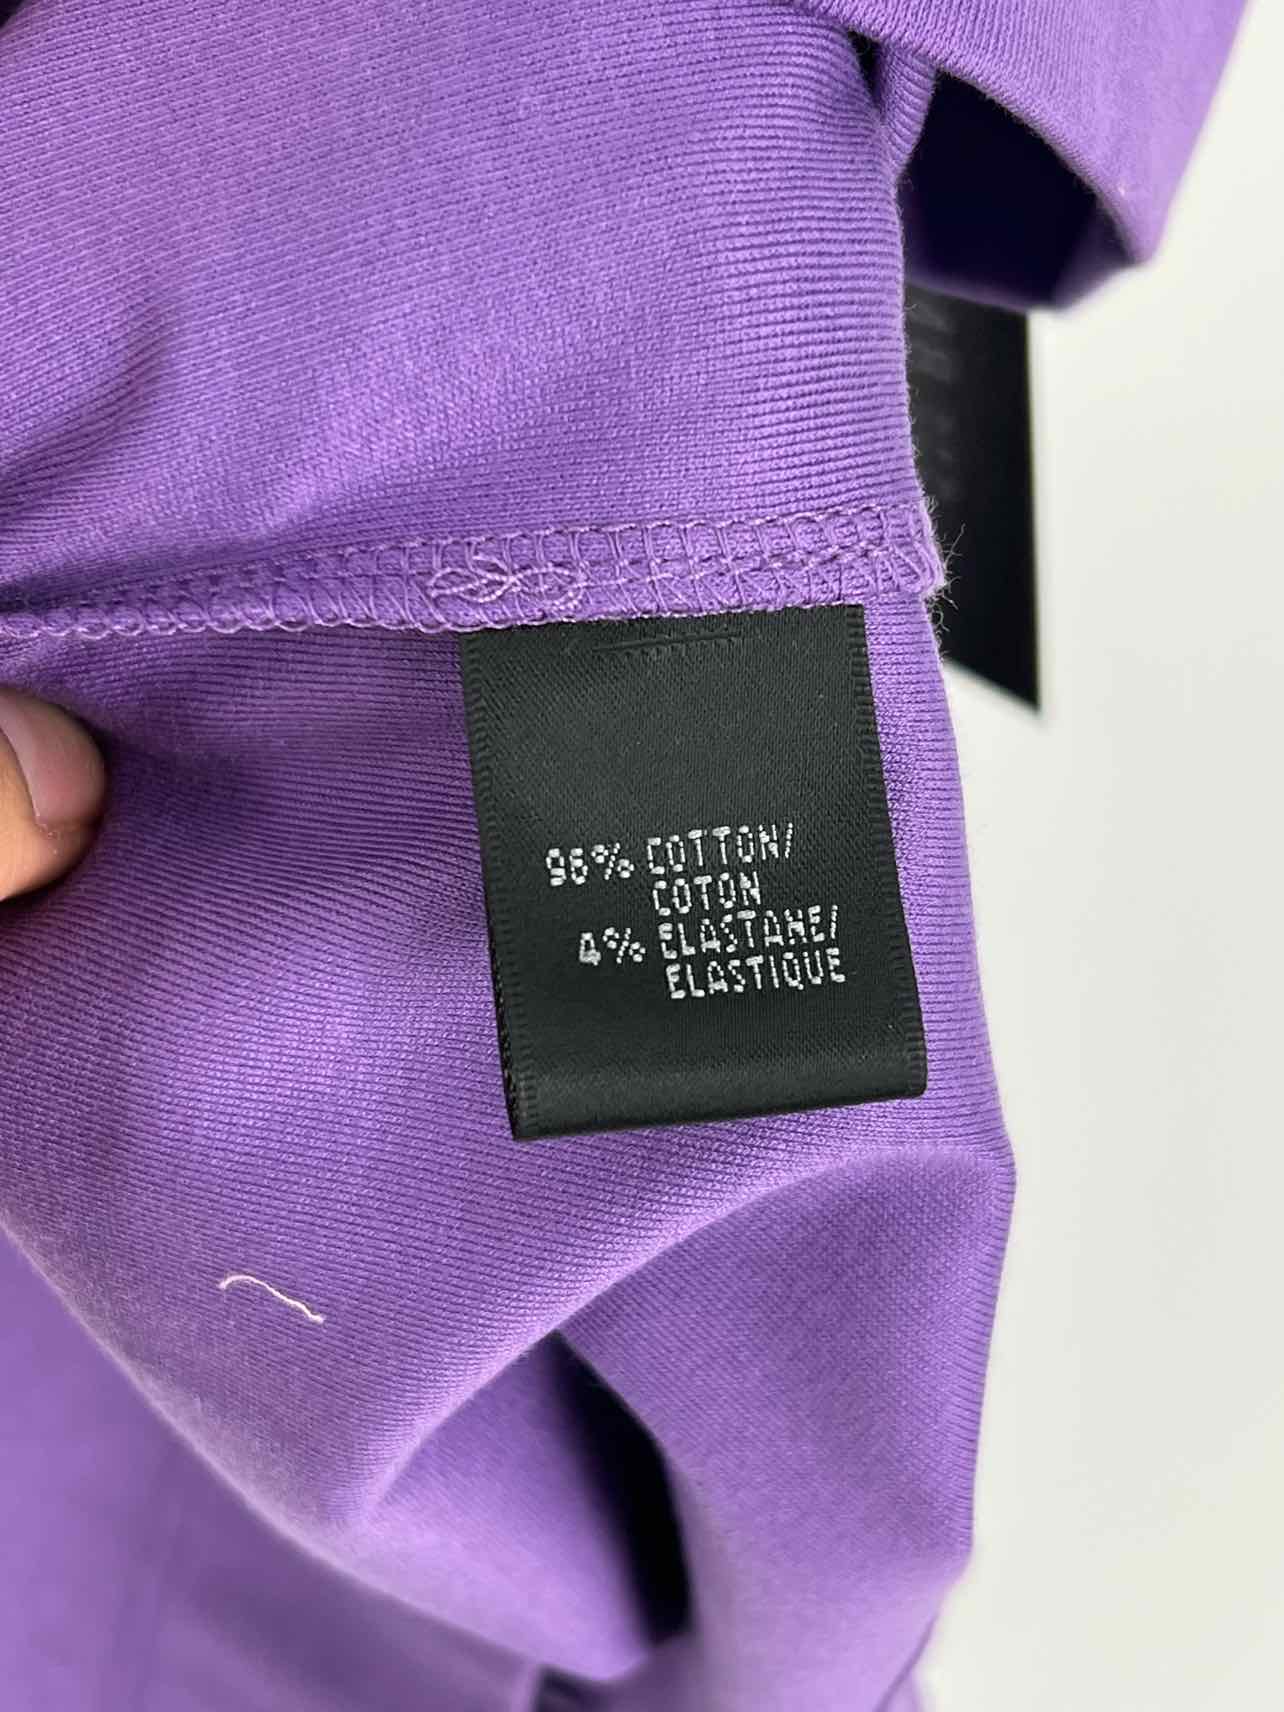 96% COTTON/
COTON
4% ELASTANE/
ELASTIQUE